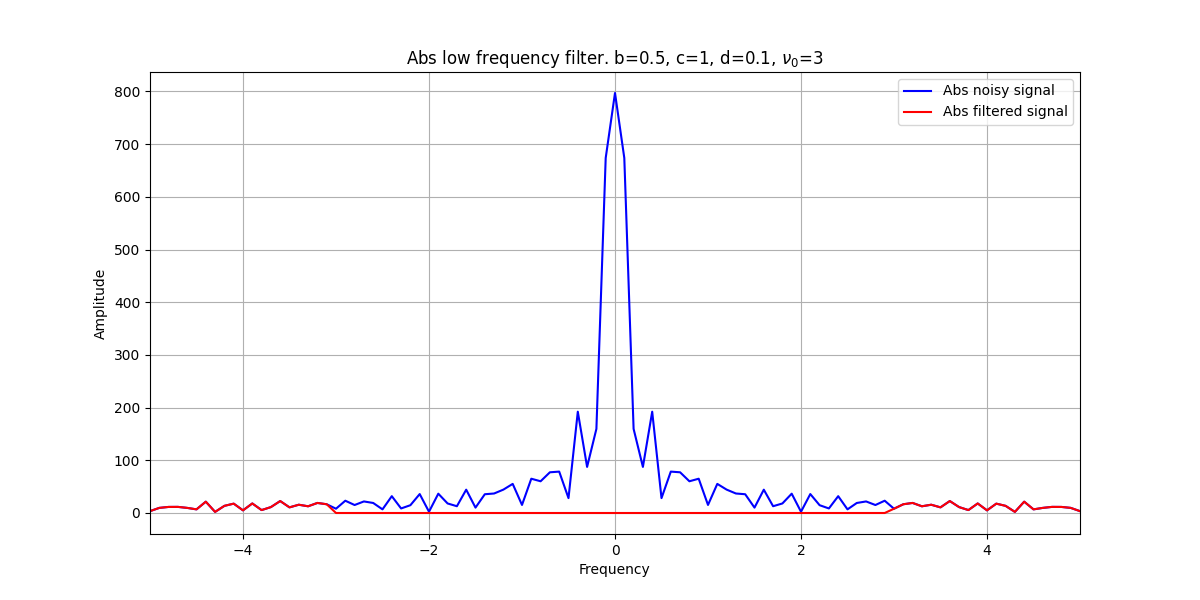 Abs low frequency filter. b=0.5, c=1, d=0.1, ν₀=3
Abs noisy signal
Abs filtered signal
Amplitude
800
700
600
500
400
300
200
100
0
−4
−2
0
2
4
Frequency